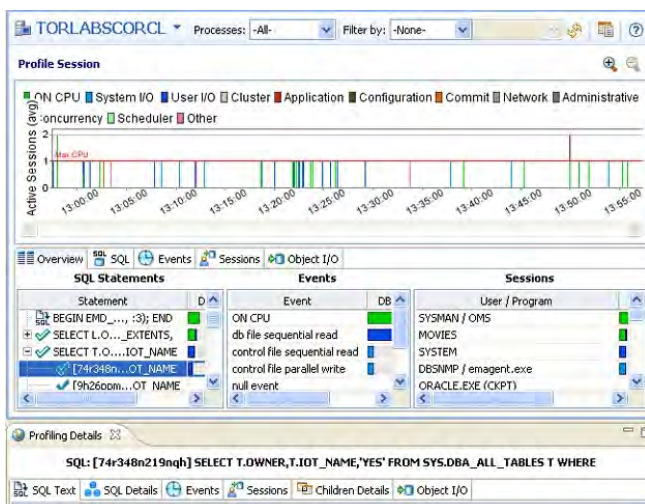 TORLABSCORCL Processes: -All- Filter by: -None-
Profile Session
ON CPU System I/O User I/O Cluster Application Configuration Commit Network Administrative
Concurrency Scheduler Other
Active Sessions (avg)
2
1
0
Max CPU
13:00:00 13:05:00 13:10:00 13:15:00 13:20:00 13:25:00 13:30:00 13:35:00 13:40:00 13:45:00 13:50:00 13:55:00
Overview SQL Events Sessions Object I/O
SQL Statements Events Sessions
Statement D Event DB User / Program A
BEGIN EMD_..., :3); END ON CPU SYSMAN / OMS
SELECT L.O...._EXTENTS, db file sequential read MOVIES
SELECT T.O....IOT_NAME control file sequential read SYSTEM
[74r348n...OT_NAME control file parallel write DBSNMP / emagent.exe
[9h26ppm...OT_NAME null event ORACLE.EXE (CKPT)
Profiling Details
SQL: [74r348n219nqh] SELECT T.OWNER,T.IOT_NAME,'YES' FROM SYS.DBA_ALL_TABLES T WHERE
SQL Text SQL Details Events Sessions Children Details Object I/O